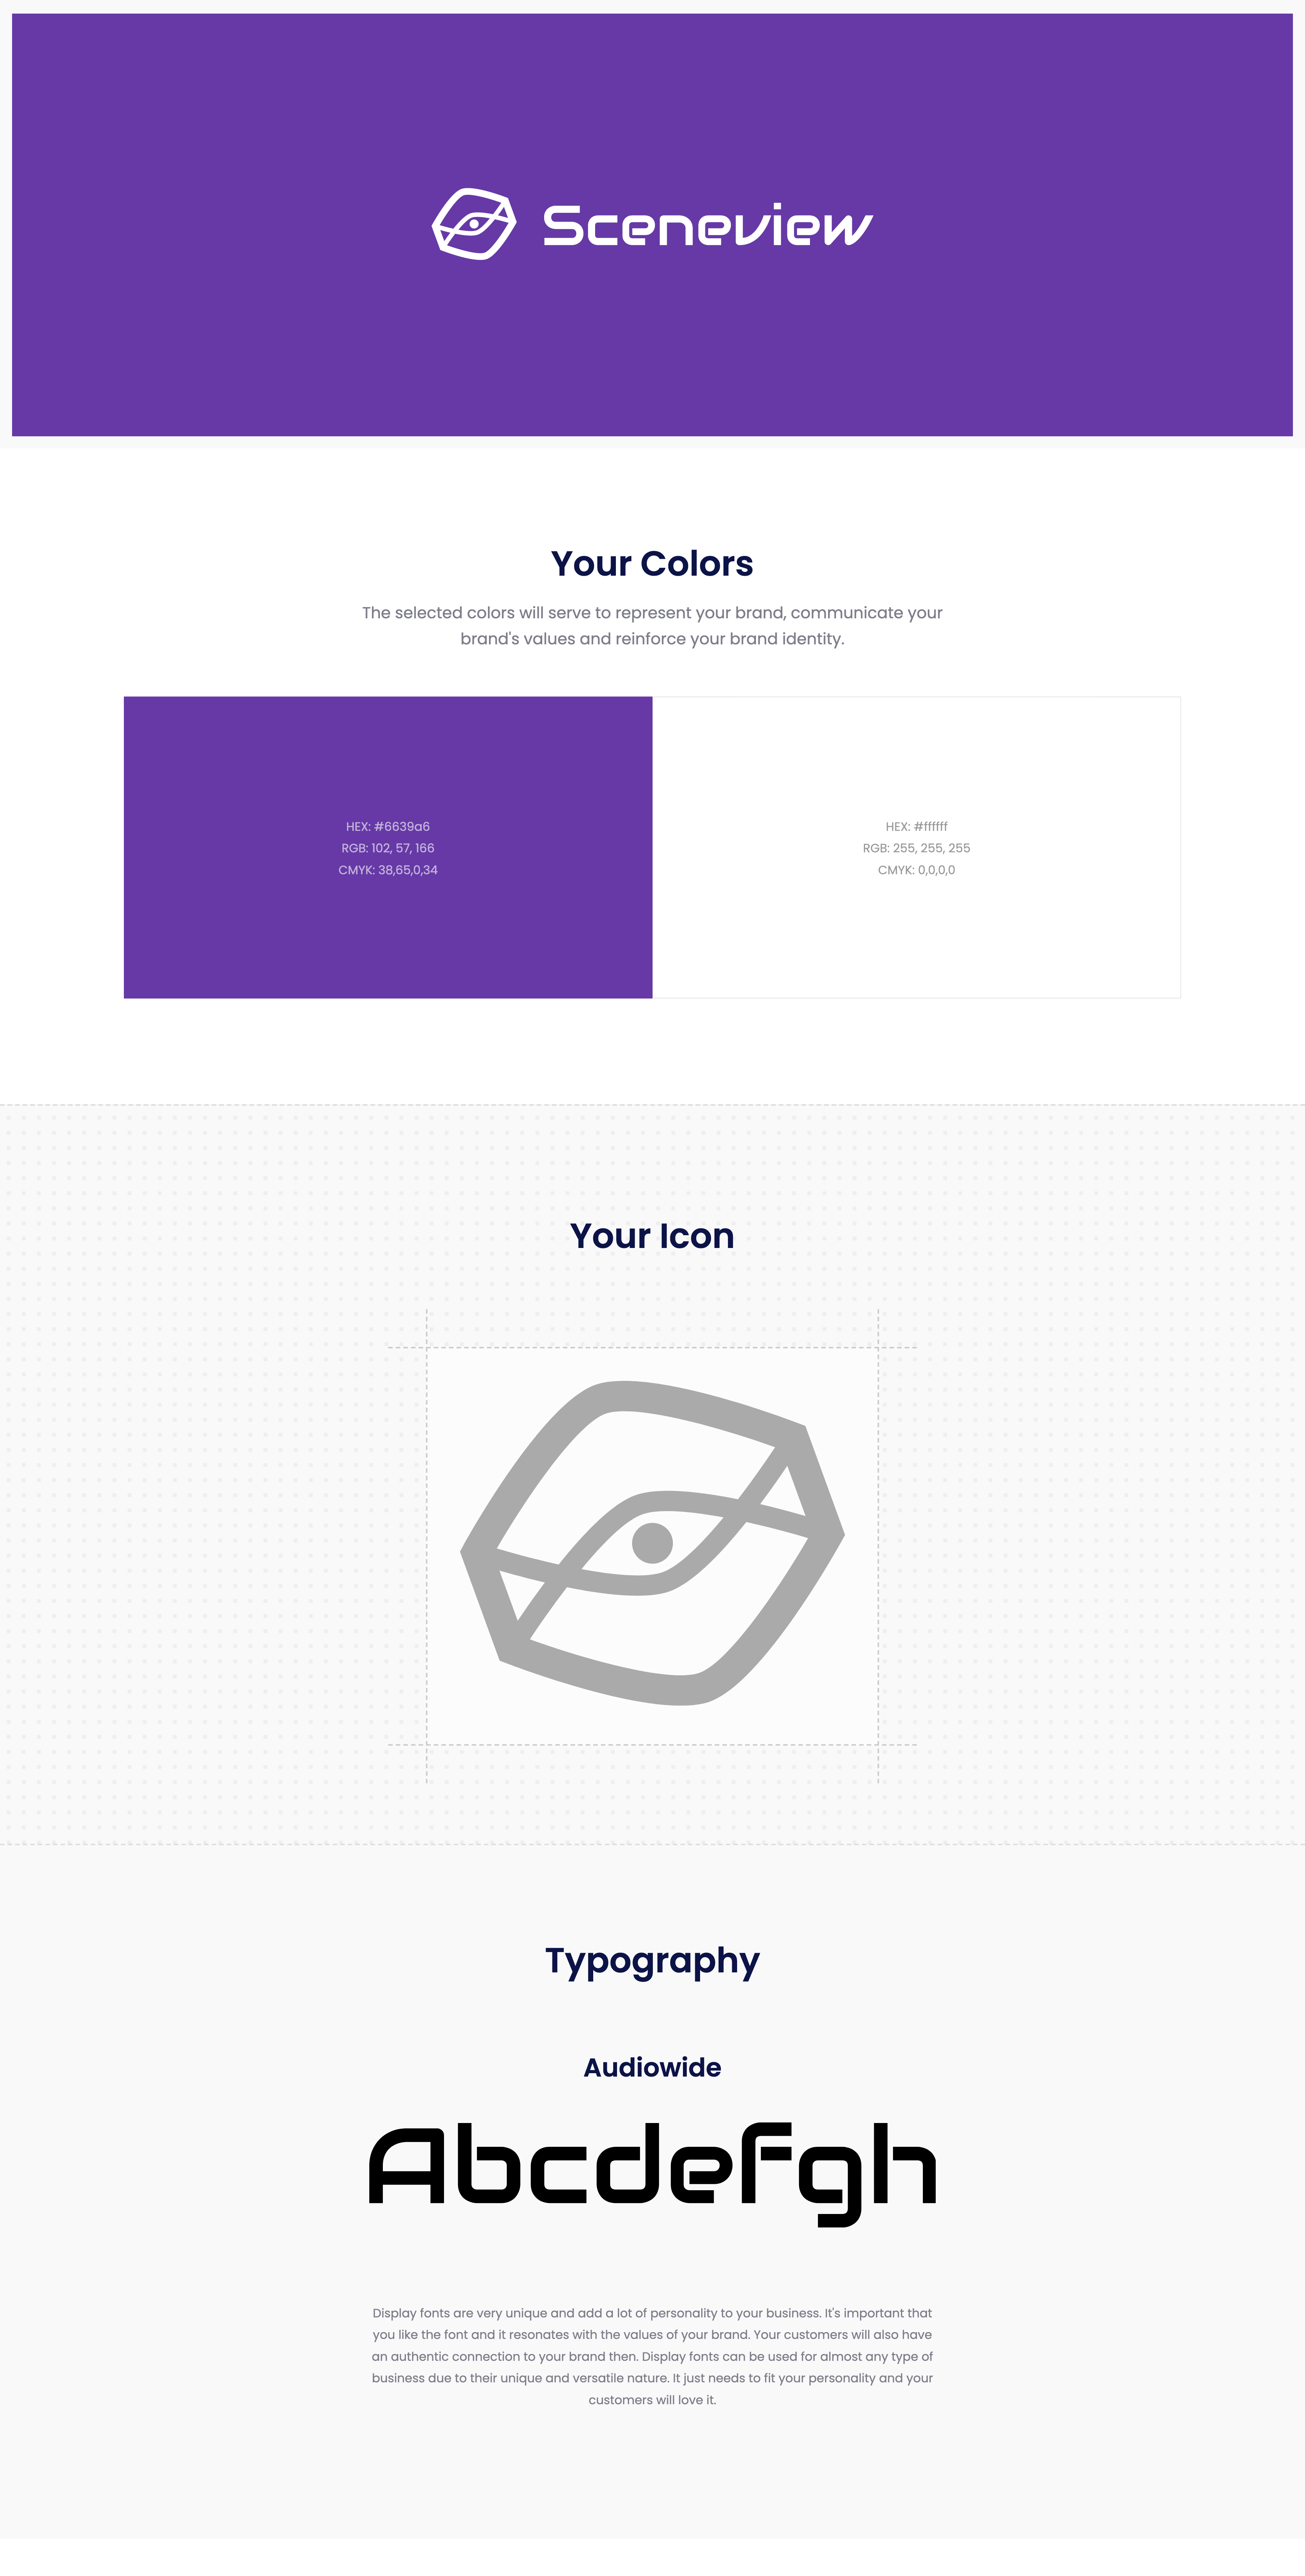 Sceneview
Your Colors
The selected colors will serve to represent your brand, communicate your
brand's values and reinforce your brand identity.
HEX: #6639a6
RGB: 102, 57, 166
CMYK: 38,65,0,34
HEX: #ffffff
RGB: 255, 255, 255
CMYK: 0,0,0,0
Your Icon
Typography
Audiowide
Abcdefgh
Display fonts are very unique and add a lot of personality to your business. It's important that
you like the font and it resonates with the values of your brand. Your customers will also have
an authentic connection to your brand then. Display fonts can be used for almost any type of
business due to their unique and versatile nature. It just needs to fit your personality and your
customers will love it.